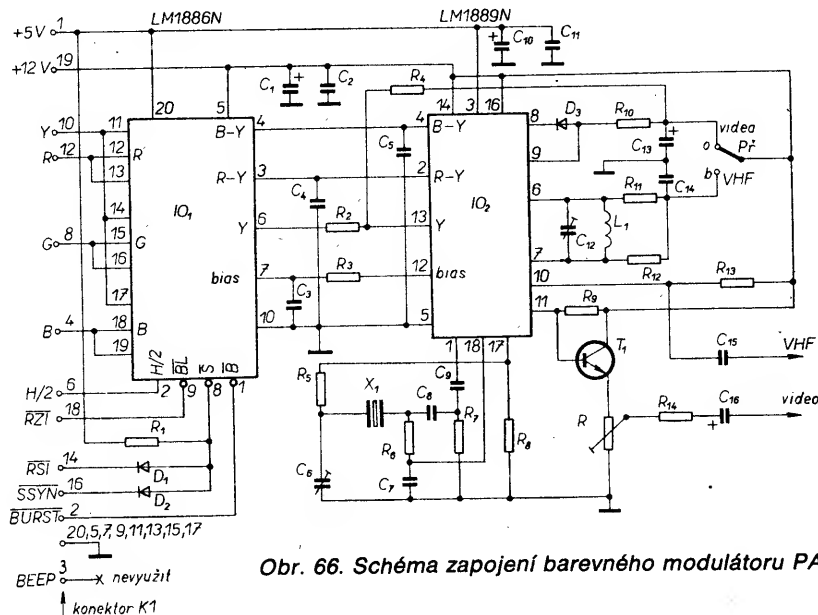 LM1886N
LM1889N
+5V 1
+12 V 19
Y 10
R 12
G 8
B 4
H/2 6
RZI 18
RSI 14
SSYN 16
BURST 2
20,5,7,9,11,13,15,17
BEEP 3 x nevyužit
konektor K1
20
5
11
12 R
13
14
15 G
16
17
18 B
19
H/2 BL S B
2 9 8 1
IO1
B-Y 4
R-Y 3
Y 6
bias 7
10
R1
D1
D2
C1 +
C2
C3
C4
C5
R2
R3
R4
14 3 16
B-Y
2 R-Y
13 Y
12 bias
5
IO2
8
9
6
7
10
11
1 18 17
+ C10
C11
D3
R10
C13 +
C14
R11
C12
L1
R12
R13
video
o
Př
b
VHF
R9
T1
C15
VHF
R
R14
+ C16
video
R5
X1
C8
C9
R6
R7
R8
C6
C7
Obr. 66. Schéma zapojení barevného modulátoru PA